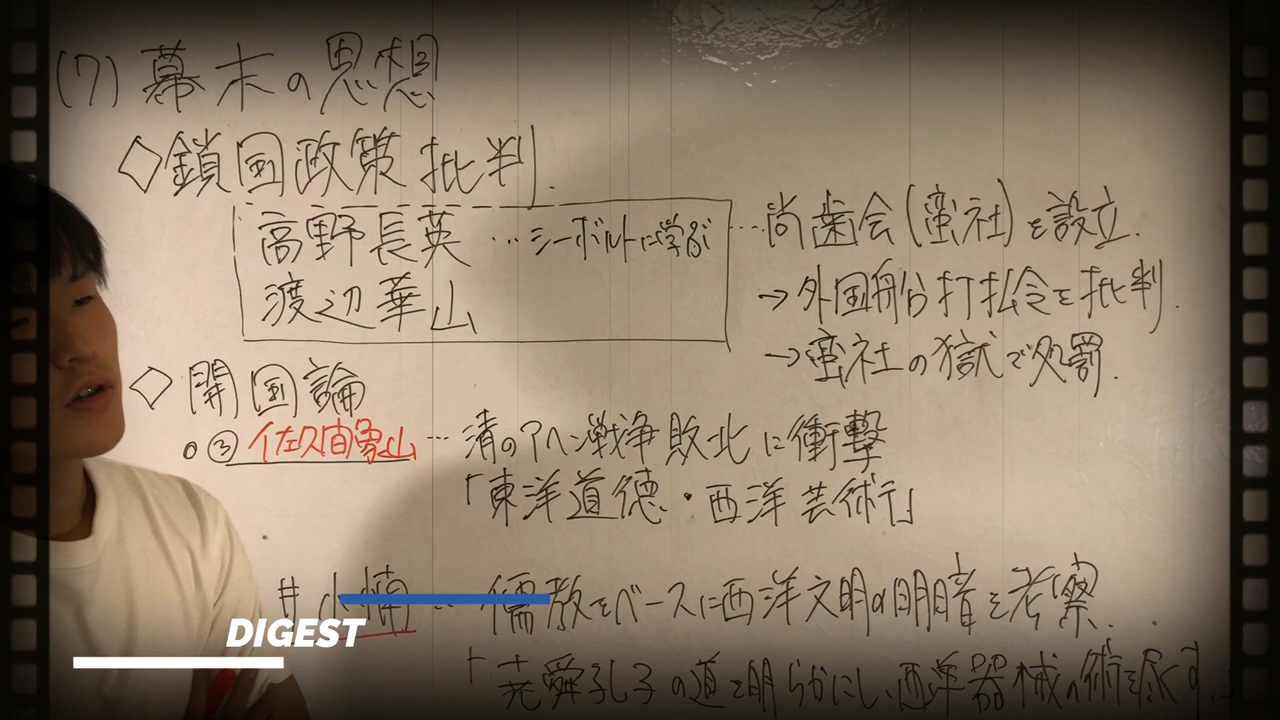 (7) 幕末の思想
◇鎖国政策批判.
高野長英 …シーボルトに学ぶ
渡辺華山
…尚歯会(蛮社)を設立.
→外国船打払令を批判.
→蛮社の獄で処罰.
◇開国論
○③佐久間象山 … 清のアヘン戦争敗北に衝撃
「東洋道徳・西洋芸術」
井小楠 … 儒教をベースに西洋文明の明暗を考察.
「堯舜孔子の道を明らかにし、西洋器械の術を尽くす…
DIGEST